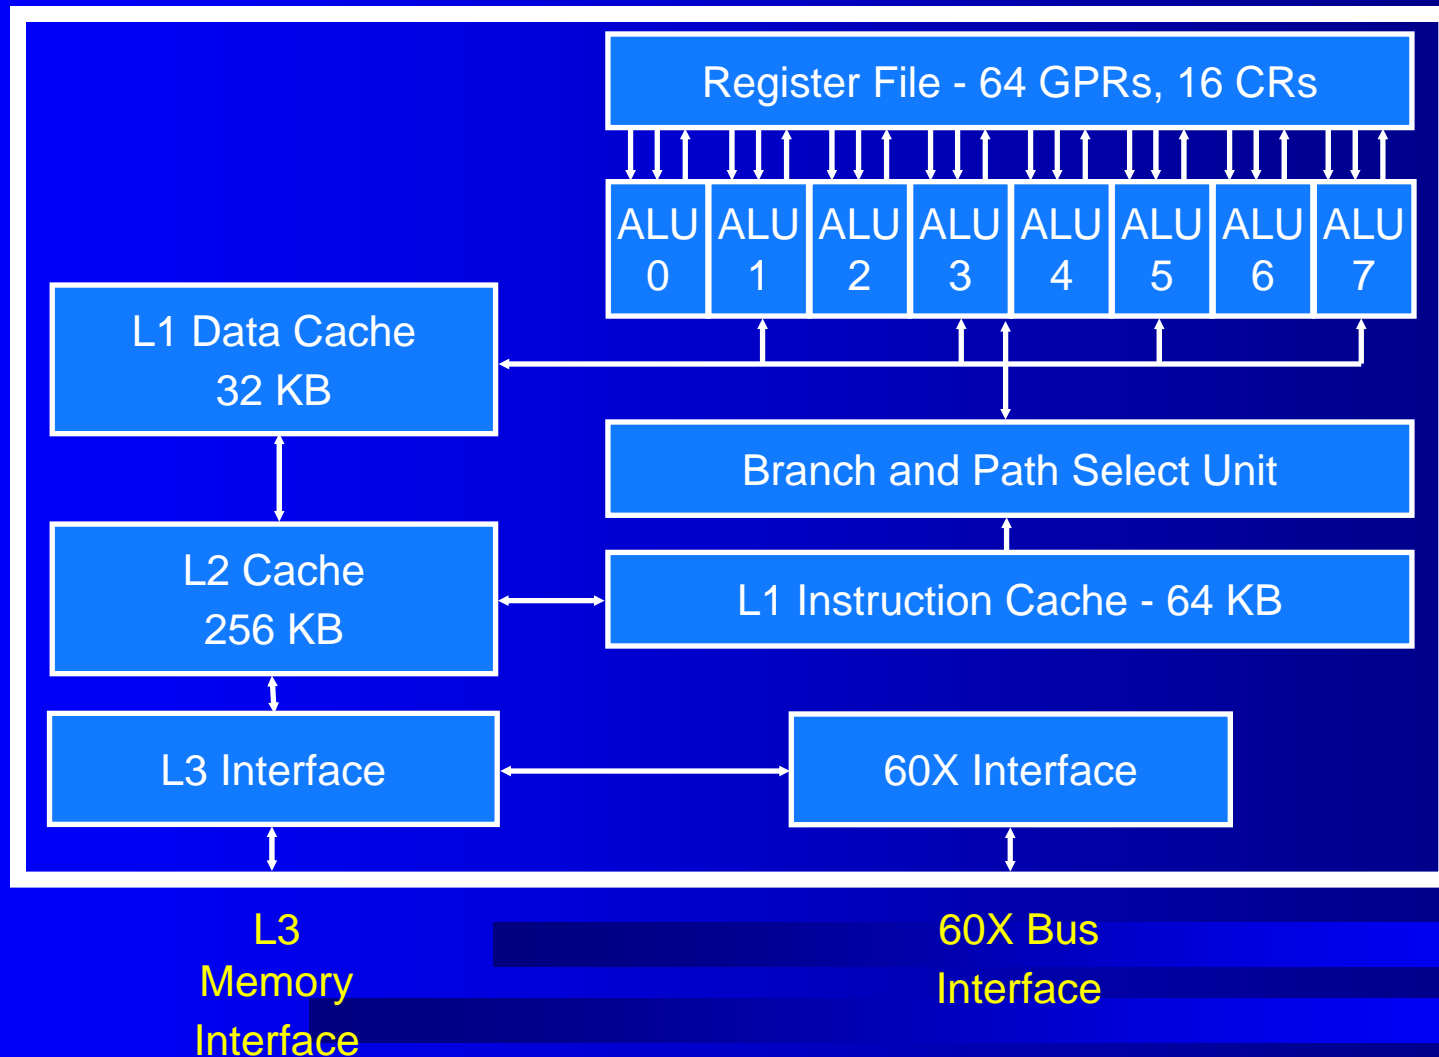 Register File - 64 GPRs, 16 CRs
ALU ALU ALU ALU ALU ALU ALU ALU
0 1 2 3 4 5 6 7
L1 Data Cache
32 KB
Branch and Path Select Unit
L2 Cache
256 KB
L1 Instruction Cache - 64 KB
L3 Interface
60X Interface
L3
Memory
Interface
60X Bus
Interface